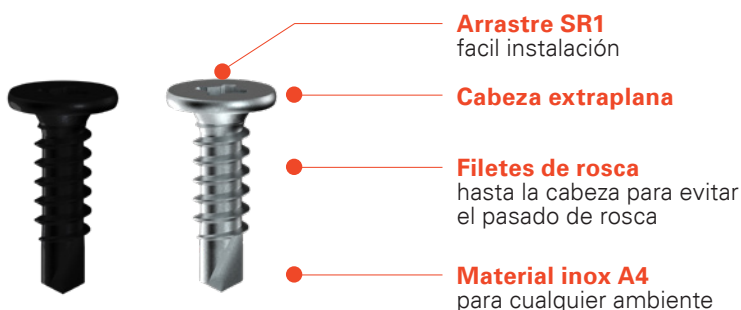 Arrastre SR1
facil instalación
Cabeza extraplana
Filetes de rosca
hasta la cabeza para evitar
el pasado de rosca
Material inox A4
para cualquier ambiente